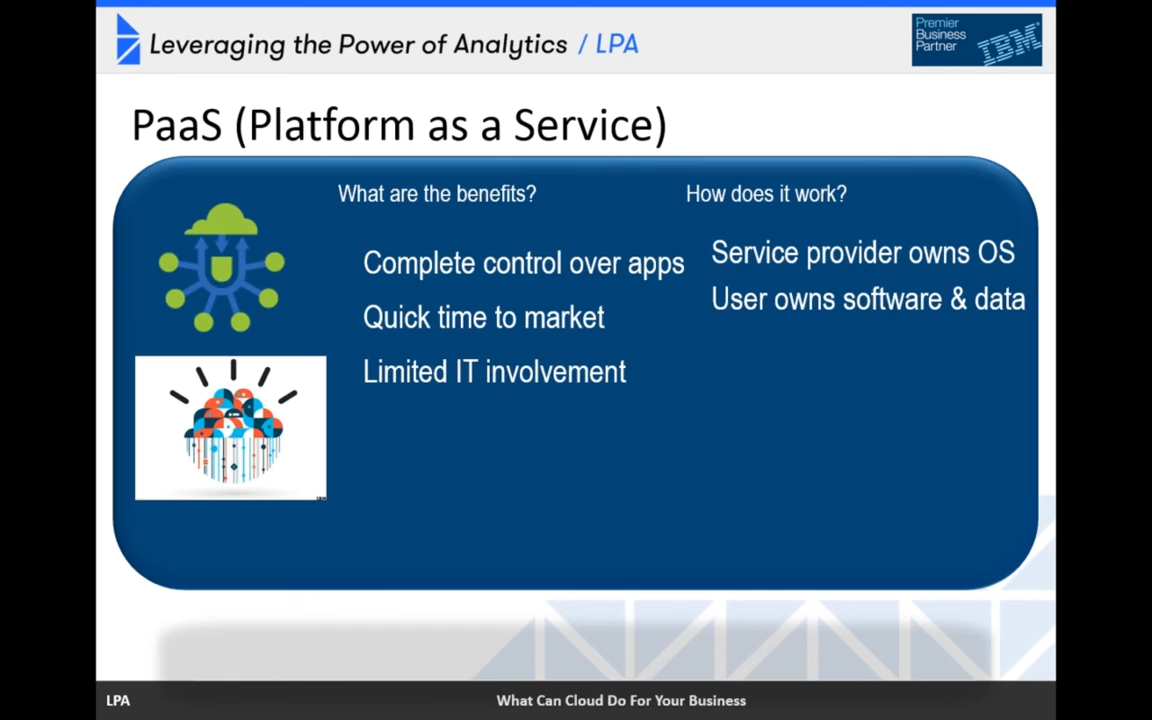 Leveraging the Power of Analytics / LPA
Premier
Business
Partner
IBM
PaaS (Platform as a Service)
What are the benefits?
Complete control over apps
Quick time to market
Limited IT involvement
How does it work?
Service provider owns OS
User owns software & data
LPA
What Can Cloud Do For Your Business